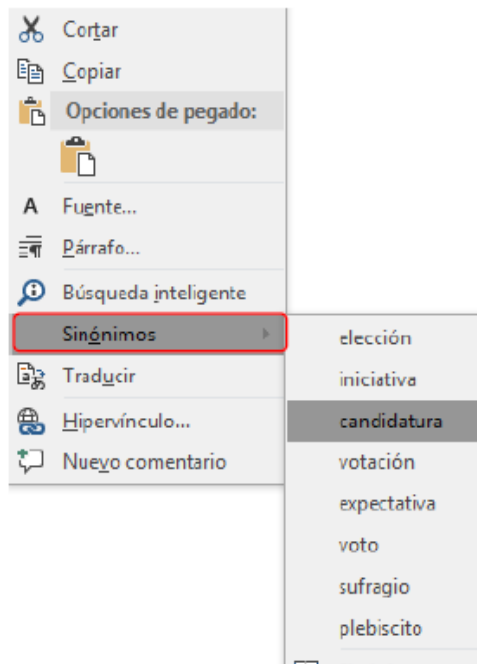 Cortar
Copiar
Opciones de pegado:
Fuente...
Párrafo...
Búsqueda inteligente
Sinónimos
Traducir
Hipervínculo...
Nuevo comentario
elección
iniciativa
candidatura
votación
expectativa
voto
sufragio
plebiscito